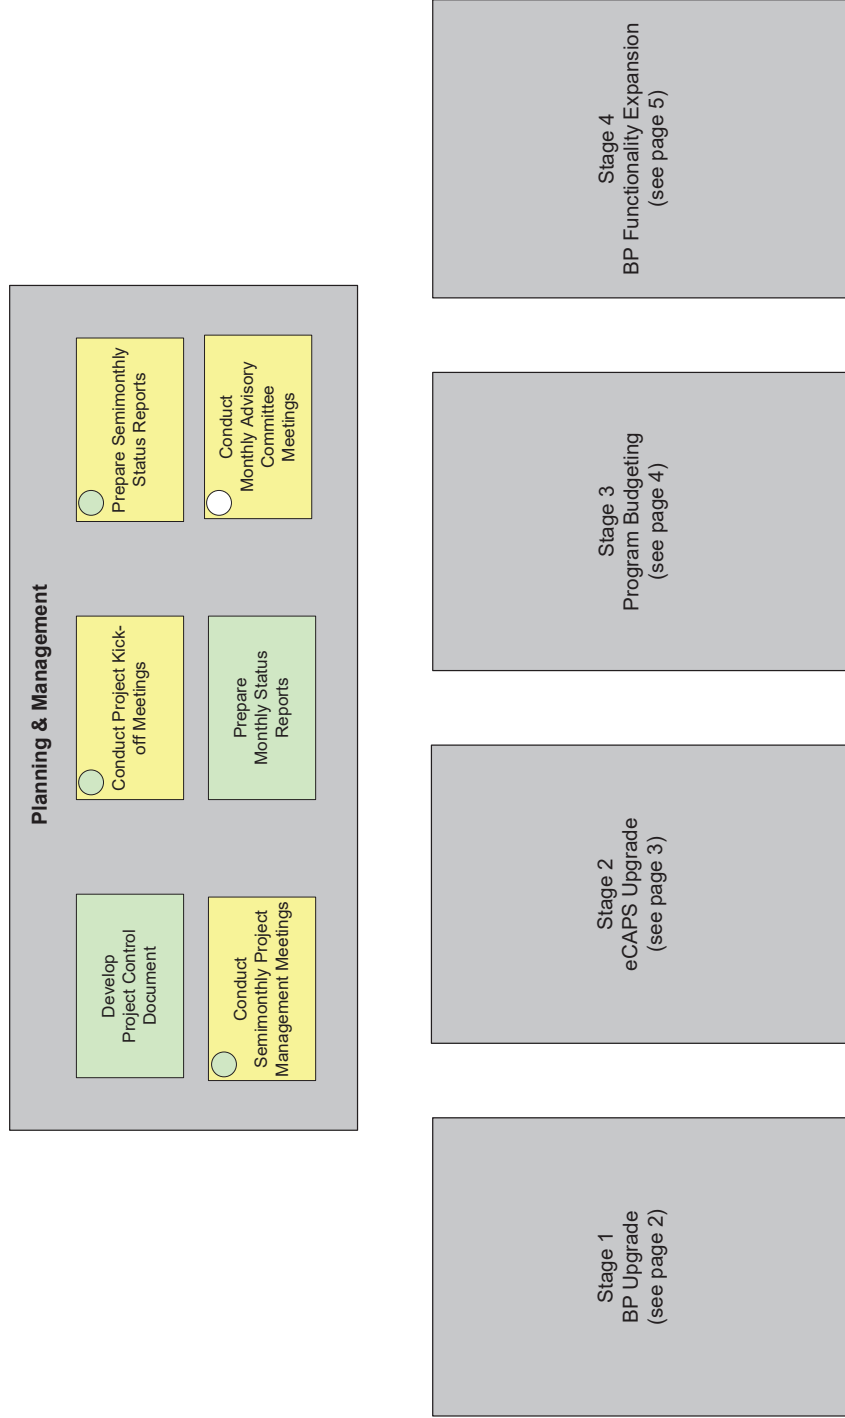 Planning & Management
Develop
Project Control
Document
Conduct Project Kick-
off Meetings
Prepare Semimonthly
Status Reports
Conduct
Semimonthly Project
Management Meetings
Prepare
Monthly Status
Reports
Conduct
Monthly Advisory
Committee
Meetings
Stage 1
BP Upgrade
(see page 2)
Stage 2
eCAPS Upgrade
(see page 3)
Stage 3
Program Budgeting
(see page 4)
Stage 4
BP Functionality Expansion
(see page 5)